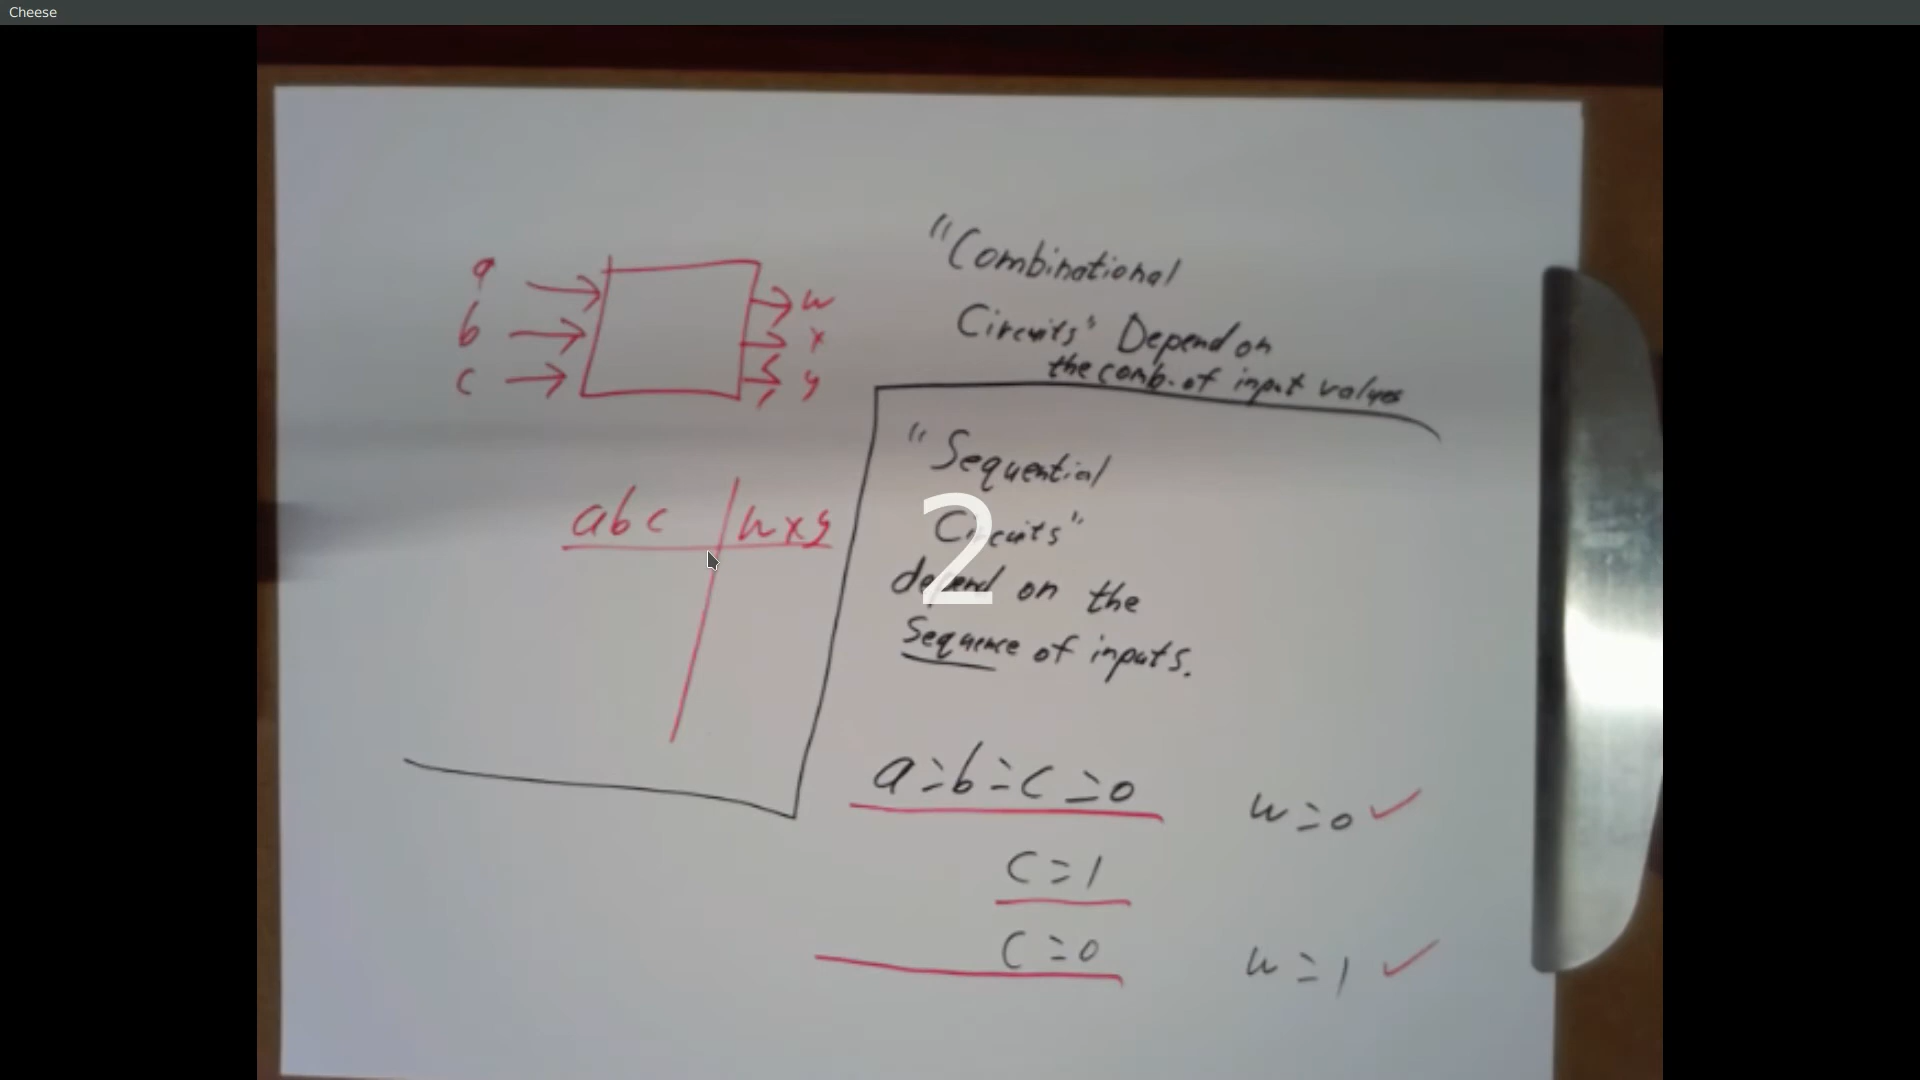 Cheese
a
b
c
w
x
y
"Combinational
Circuits" Depend on
the comb. of input values
abc | wxy
"Sequential
Circuits"
depend on the
Sequence of inputs.
2
a=b=c=0 w=0 ✓
c=1
c=0 w=1 ✓